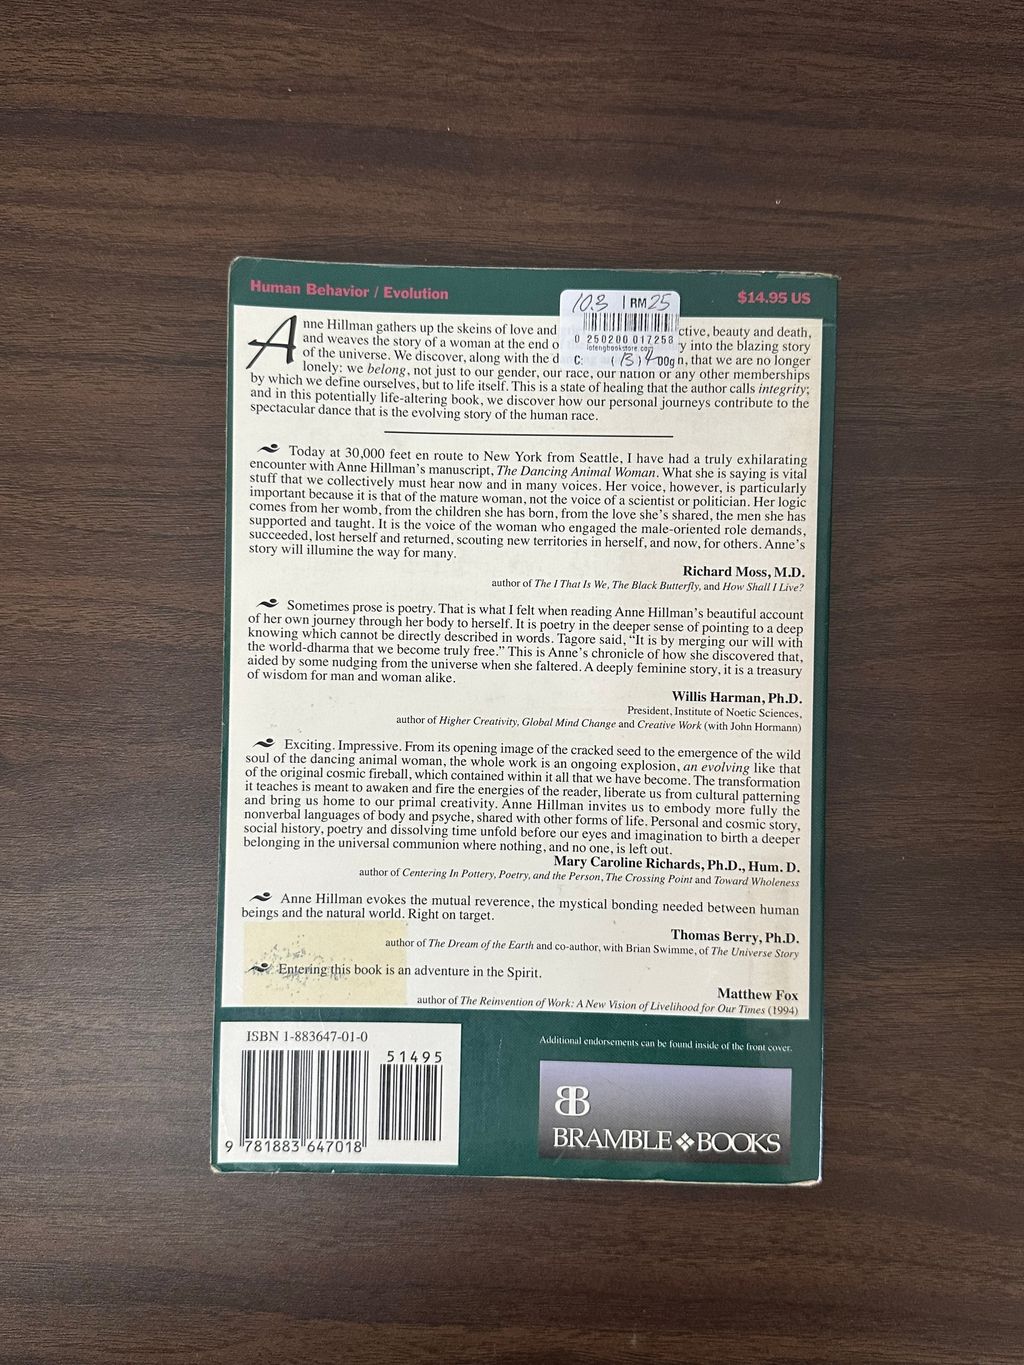 Human Behavior / Evolution
$14.95 US
10.3 RM 25
0 250200 017258
C: (B) 400g
Anne Hillman gathers up the skeins of love and ctive, beauty and death,
and weaves the story of a woman at the end o y into the blazing story
of the universe. We discover, along with the d n, that we are no longer
lonely: we belong, not just to our gender, our race, our nation or any other memberships
by which we define ourselves, but to life itself. This is a state of healing that the author calls integrity;
and in this potentially life-altering book, we discover how our personal journeys contribute to the
spectacular dance that is the evolving story of the human race.
Today at 30,000 feet en route to New York from Seattle, I have had a truly exhilarating
encounter with Anne Hillman's manuscript, The Dancing Animal Woman. What she is saying is vital
stuff that we collectively must hear now and in many voices. Her voice, however, is particularly
important because it is that of the mature woman, not the voice of a scientist or politician. Her logic
comes from her womb, from the children she has born, from the love she's shared, the men she has
supported and taught. It is the voice of the woman who engaged the male-oriented role demands,
succeeded, lost herself and returned, scouting new territories in herself, and now, for others. Anne's
story will illumine the way for many.
Richard Moss, M.D.
author of The I That Is We, The Black Butterfly, and How Shall I Live?
Sometimes prose is poetry. That is what I felt when reading Anne Hillman's beautiful account
of her own journey through her body to herself. It is poetry in the deeper sense of pointing to a deep
knowing which cannot be directly described in words. Tagore said, "It is by merging our will with
the world-dharma that we become truly free." This is Anne's chronicle of how she discovered that,
aided by some nudging from the universe when she faltered. A deeply feminine story, it is a treasury
of wisdom for man and woman alike.
Willis Harman, Ph.D.
President, Institute of Noetic Sciences,
author of Higher Creativity, Global Mind Change and Creative Work (with John Hormann)
Exciting. Impressive. From its opening image of the cracked seed to the emergence of the wild
soul of the dancing animal woman, the whole work is an ongoing explosion, an evolving like that
of the original cosmic fireball, which contained within it all that we have become. The transformation
it teaches is meant to awaken and fire the energies of the reader, liberate us from cultural patterning
and bring us home to our primal creativity. Anne Hillman invites us to embody more fully the
nonverbal languages of body and psyche, shared with other forms of life. Personal and cosmic story,
social history, poetry and dissolving time unfold before our eyes and imagination to birth a deeper
belonging in the universal communion where nothing, and no one, is left out.
Mary Caroline Richards, Ph.D., Hum. D.
author of Centering In Pottery, Poetry, and the Person, The Crossing Point and Toward Wholeness
Anne Hillman evokes the mutual reverence, the mystical bonding needed between human
beings and the natural world. Right on target.
Thomas Berry, Ph.D.
author of The Dream of the Earth and co-author, with Brian Swimme, of The Universe Story
Entering this book is an adventure in the Spirit.
Matthew Fox
author of The Reinvention of Work: A New Vision of Livelihood for Our Times (1994)
ISBN 1-883647-01-0
51495
9 781883 647018
Additional endorsements can be found inside of the front cover.
BB
BRAMBLE BOOKS